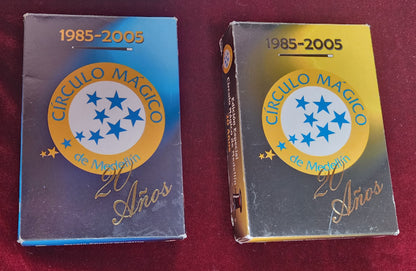 1985-2005
CÍRCULO MÁGICO
de Medellín
20
Años
1985-2005
CÍRCULO MÁGICO
de Medellín
20
Años